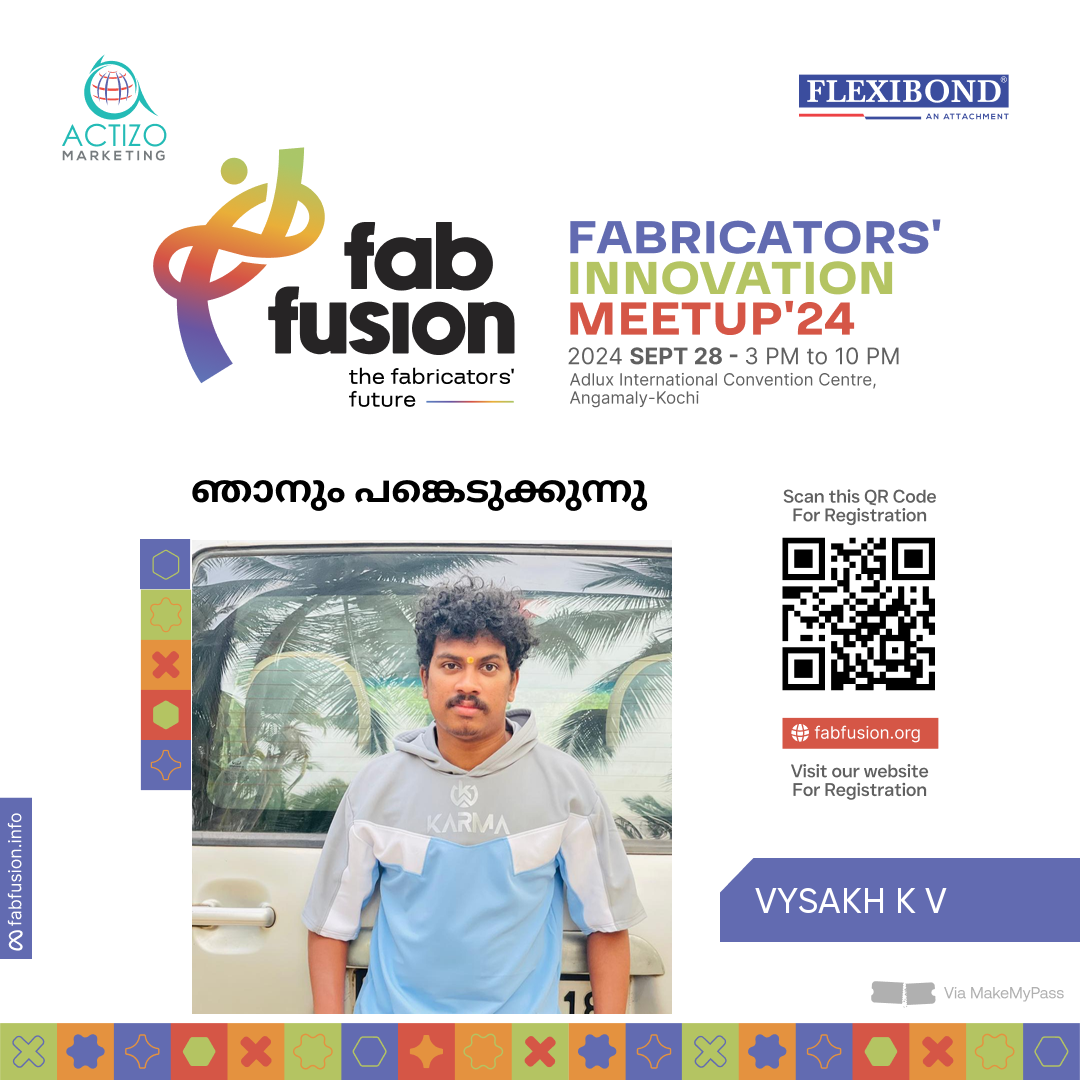 ACTIZO
MARKETING
FLEXIBOND®
AN ATTACHMENT
fab
fusion
the fabricators'
future
FABRICATORS'
INNOVATION
MEETUP'24
2024 SEPT 28 - 3 PM to 10 PM
Adlux International Convention Centre,
Angamaly-Kochi
ഞാനും പങ്കെടുക്കുന്നു
Scan this QR Code
For Registration
fabfusion.org
Visit our website
For Registration
KARMA
18
fabfusion.info
VYSAKH K V
Via MakeMyPass